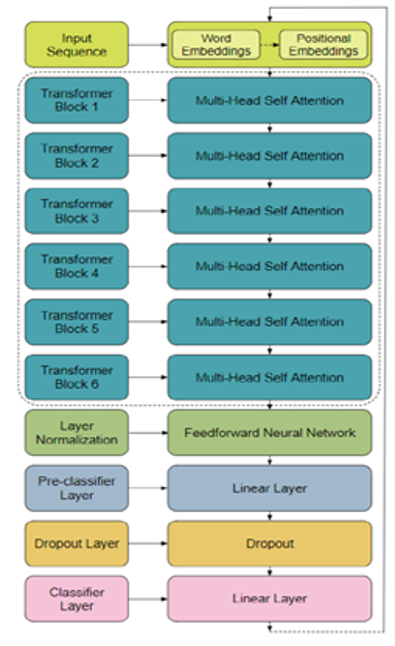 Input
Sequence
Word
Embeddings
Positional
Embeddings
Transformer
Block 1
Multi-Head Self Attention
Transformer
Block 2
Multi-Head Self Attention
Transformer
Block 3
Multi-Head Self Attention
Transformer
Block 4
Multi-Head Self Attention
Transformer
Block 5
Multi-Head Self Attention
Transformer
Block 6
Multi-Head Self Attention
Layer
Normalization
Feedforward Neural Network
Pre-classifier
Layer
Linear Layer
Dropout Layer
Dropout
Classifier
Layer
Linear Layer